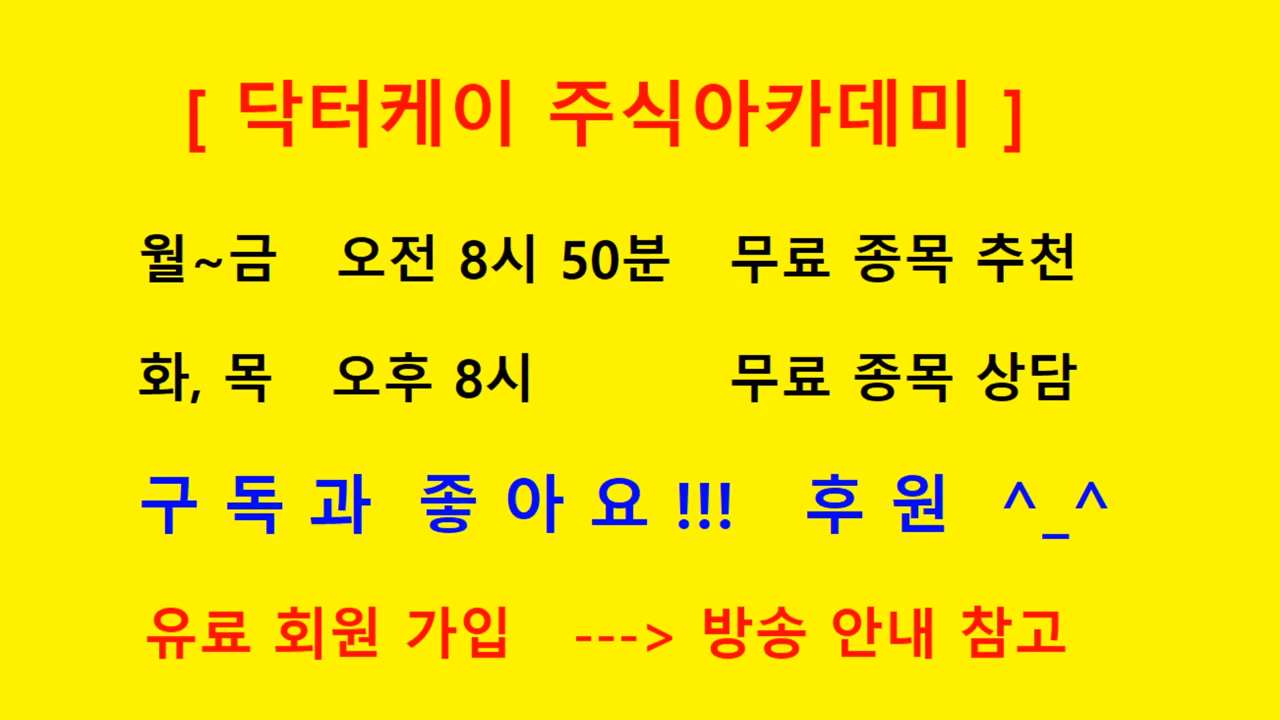 [ 닥터케이 주식아카데미 ]
월~금 오전 8시 50분 무료 종목 추천
화, 목 오후 8시 무료 종목 상담
구 독 과 좋 아 요 !!! 후 원 ^_^
유료 회원 가입 ---> 방송 안내 참고